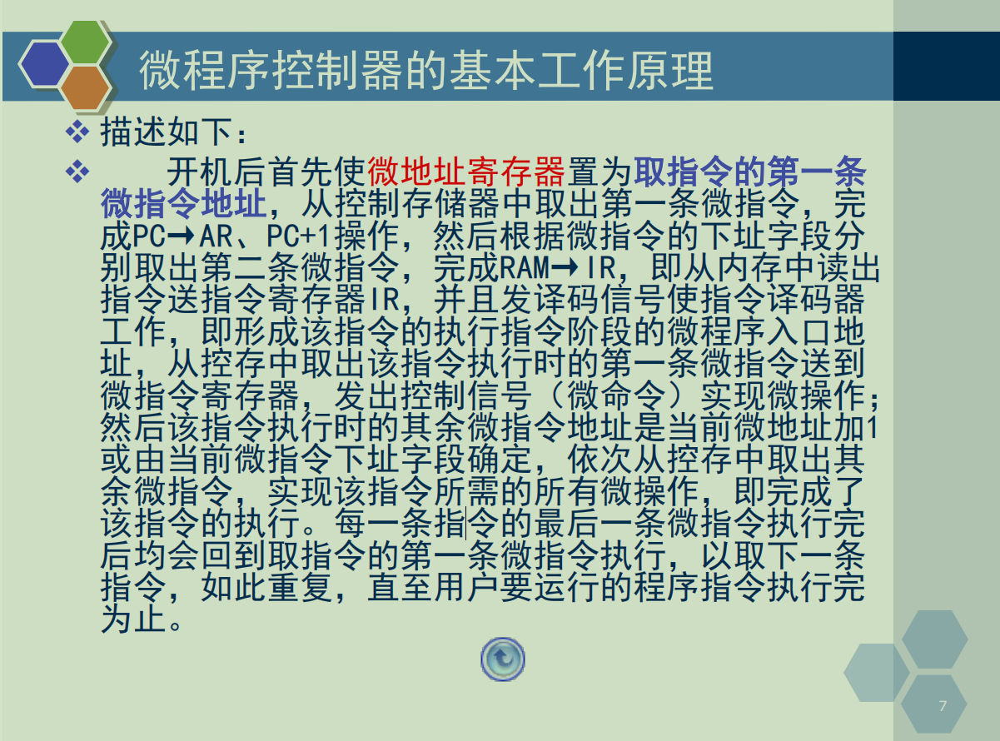 微程序控制器的基本工作原理
描述如下：
开机后首先使微地址寄存器置为取指令的第一条
微指令地址，从控制存储器中取出第一条微指令，完
成PC→AR、PC+1操作，然后根据微指令的下址字段分
别取出第二条微指令，完成RAM→IR，即从内存中读出
指令送指令寄存器IR，并且发译码信号使指令译码器
工作，即形成该指令的执行指令阶段的微程序入口地
址，从控存中取出该指令执行时的第一条微指令送到
微指令寄存器，发出控制信号（微命令）实现微操作；
然后该指令执行时的其余微指令地址是当前微地址加1
或由当前微指令下址字段确定，依次从控存中取出其
余微指令，实现该指令所需的所有微操作，即完成了
该指令的执行。每一条指令的最后一条微指令执行完
后均会回到取指令的第一条微指令执行，以取下一条
指令，如此重复，直至用户要运行的程序指令执行完
为止。
7